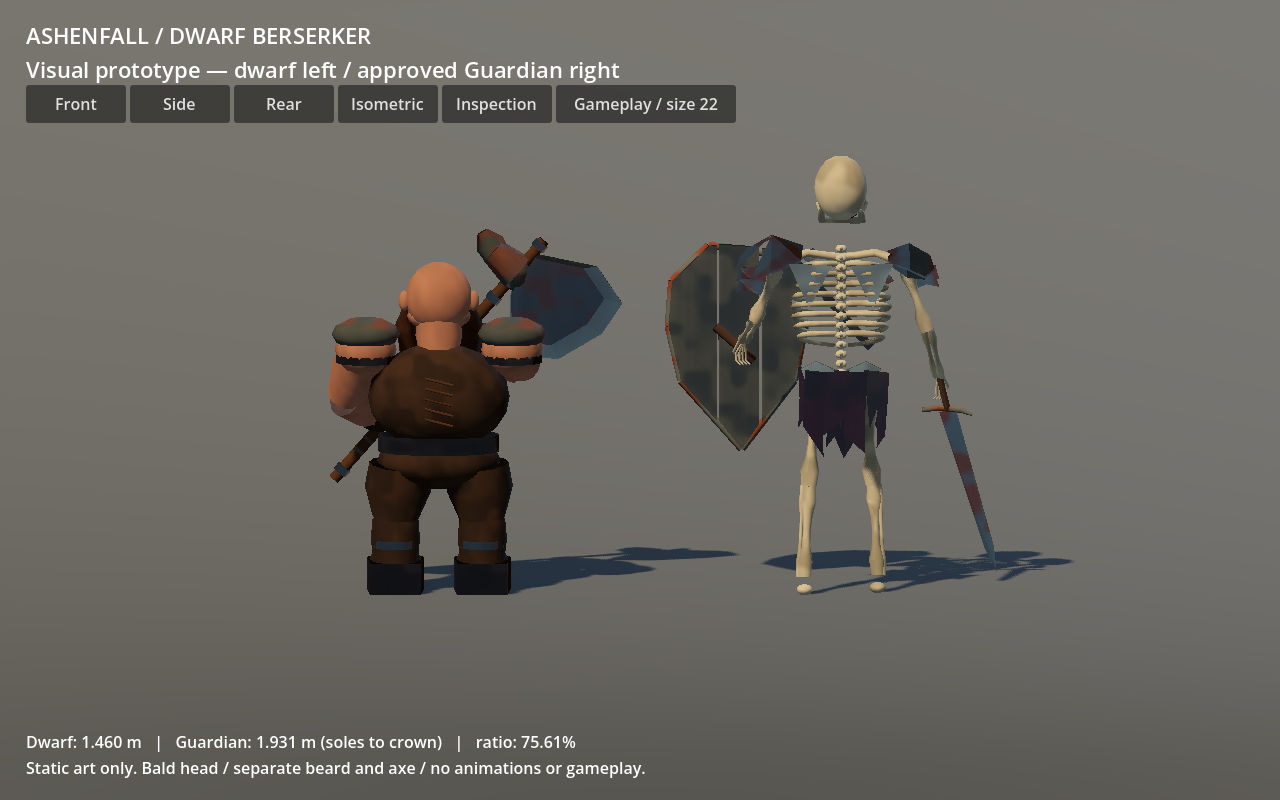 ASHENFALL / DWARF BERSERKER
Visual prototype — dwarf left / approved Guardian right
Front Side Rear Isometric Inspection Gameplay / size 22
Dwarf: 1.460 m | Guardian: 1.931 m (soles to crown) | ratio: 75.61%
Static art only. Bald head / separate beard and axe / no animations or gameplay.